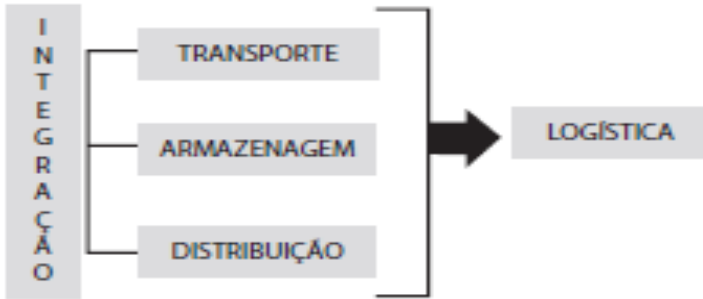 INTEGRAÇÃO
TRANSPORTE
ARMAZENAGEM
DISTRIBUIÇÃO
LOGÍSTICA